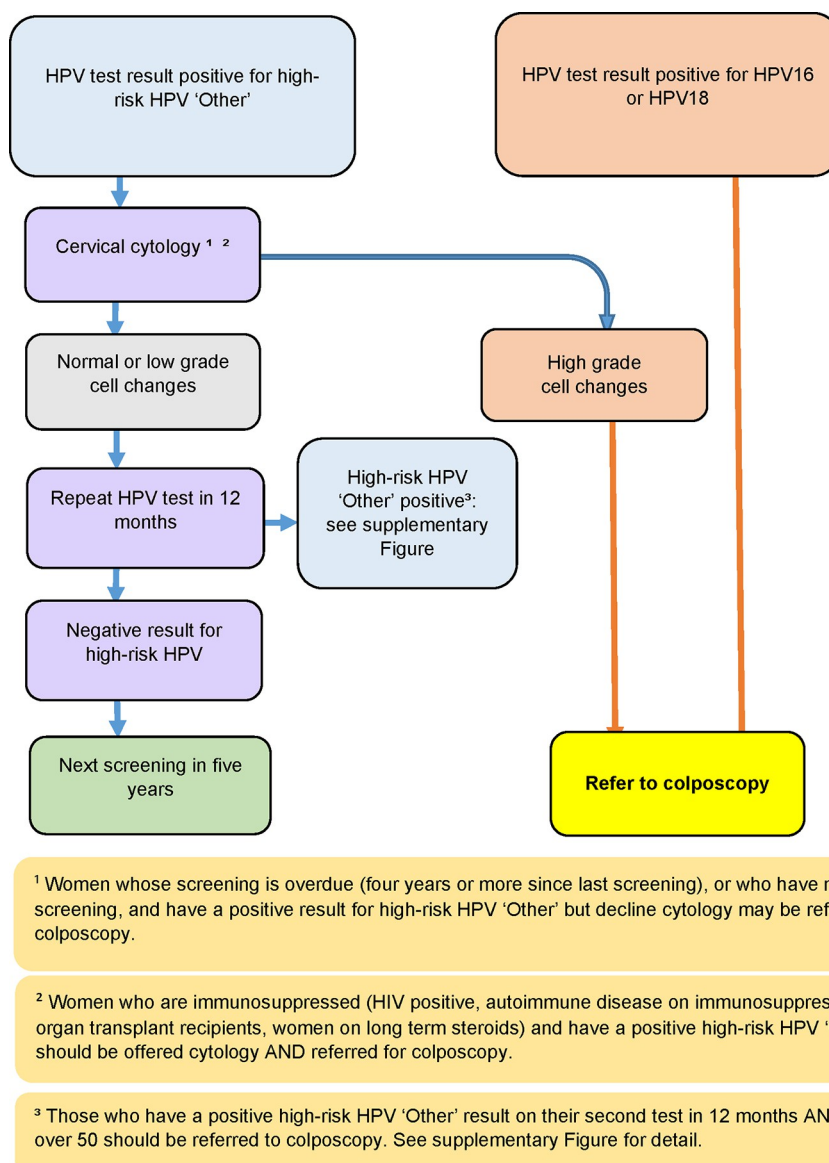 HPV test result positive for high-
risk HPV ‘Other’
HPV test result positive for HPV16
or HPV18
Cervical cytology ¹ ²
Normal or low grade
cell changes
High grade
cell changes
Repeat HPV test in 12
months
High-risk HPV
‘Other’ positive³:
see supplementary
Figure
Negative result for
high-risk HPV
Next screening in five
years
Refer to colposcopy
¹ Women whose screening is overdue (four years or more since last screening), or who have
screening, and have a positive result for high-risk HPV ‘Other’ but decline cytology may be
colposcopy.
² Women who are immunosuppressed (HIV positive, autoimmune disease on
organ transplant recipients, women on long term steroids) and have a positive high-risk HPV
should be offered cytology AND referred for colposcopy.
³ Those who have a positive high-risk HPV ‘Other’ result on their second test in 12 months
over 50 should be referred to colposcopy. See supplementary Figure for detail.